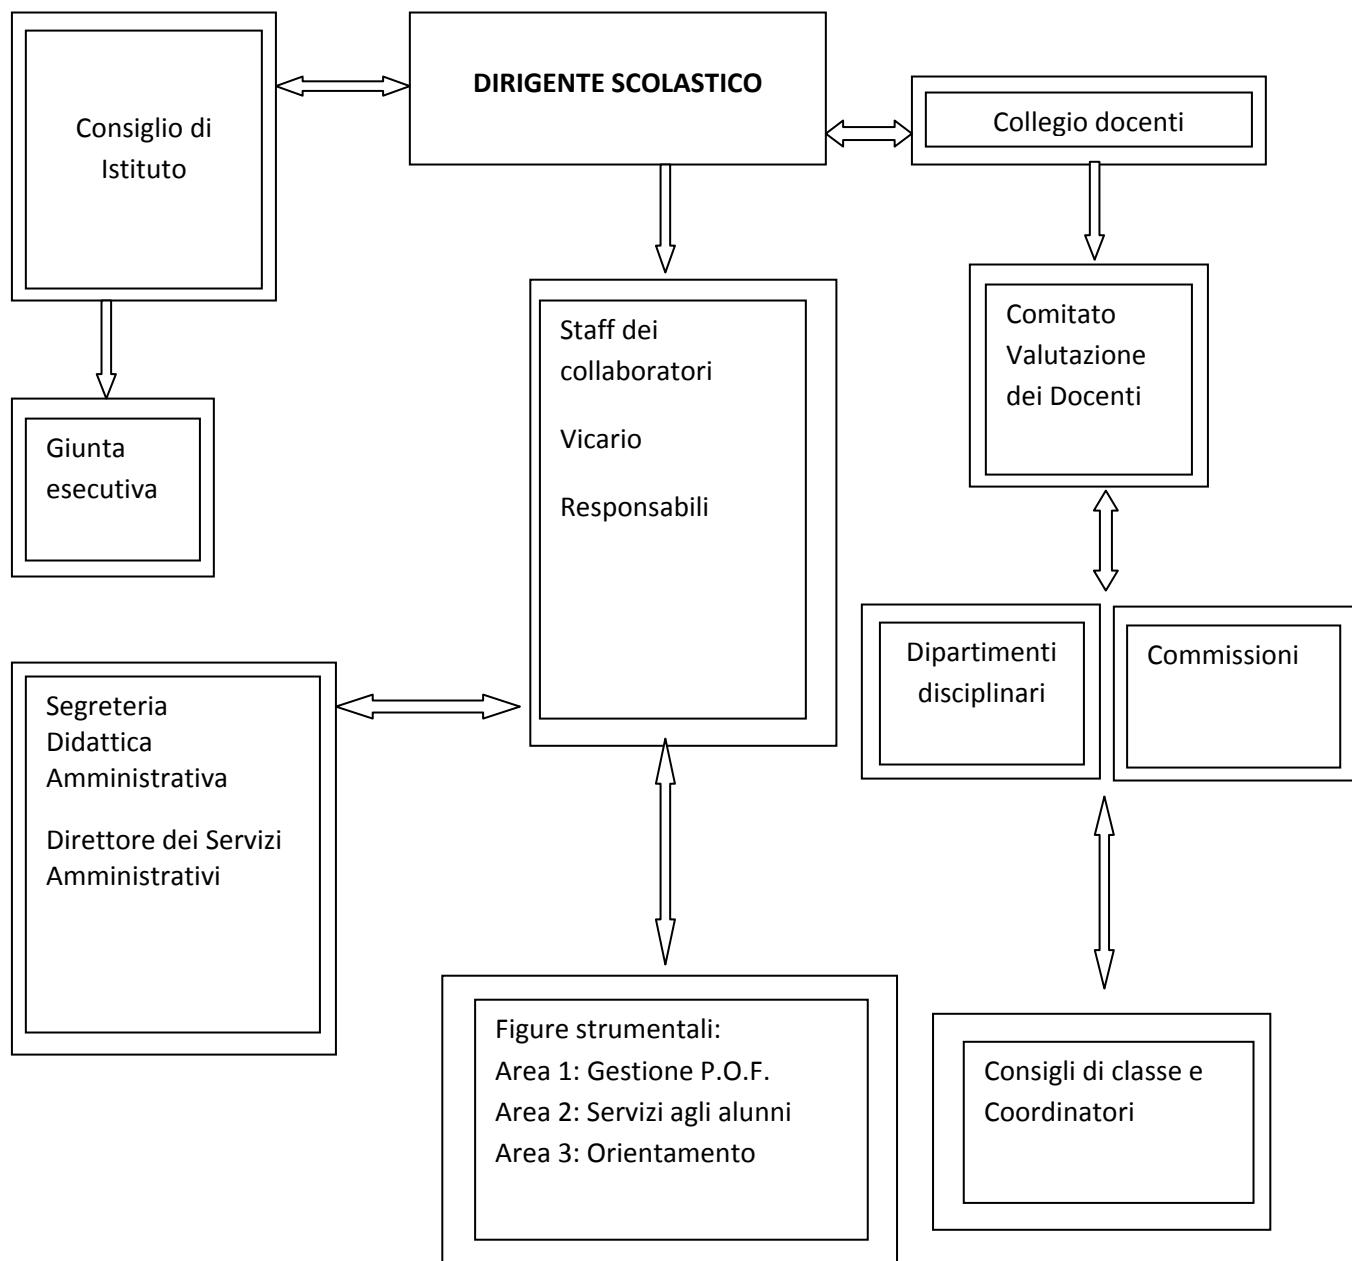 DIRIGENTE SCOLASTICO
Consiglio di
Istituto
Collegio docenti
Staff dei
collaboratori
Vicario
Responsabili
Comitato
Valutazione
dei Docenti
Giunta
esecutiva
Dipartimenti
disciplinari
Commissioni
Segreteria
Didattica
Amministrativa
Direttore dei Servizi
Amministrativi
Figure strumentali:
Area 1: Gestione P.O.F.
Area 2: Servizi agli alunni
Area 3: Orientamento
Consigli di classe e
Coordinatori